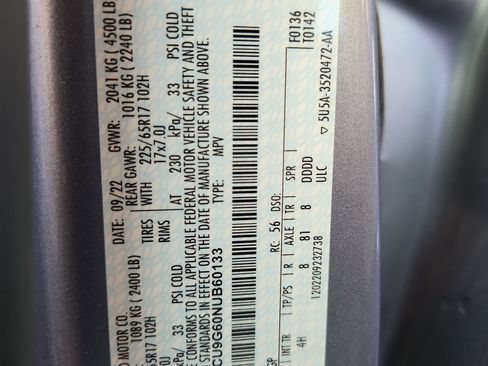 D MOTOR CO.
DATE: 09/22
GVWR: 2041 KG ( 4500 LB
1089 KG ( 2400 LB)
REAR GAWR: 1016 KG ( 2240 LB)
65R17 102H
TIRES WITH 225/65R17 102H
.0J
RIMS 17x7.0J
kPa/ 33 PSI COLD
AT 230 kPa/ 33 PSI COLD
CONFORMS TO ALL APPLICABLE FEDERAL MOTOR VEHICLE SAFETY AND THEFT
IN EFFECT ON THE DATE OF MANUFACTURE SHOWN ABOVE.
CU9G60NUB60133
TYPE: MPV
F0136
T0142
RC: 56 DSO:
INT TR TP/PS R AXLE TR SPR
4H 8 81 8 DDDD
1202209232738 ULC
▽ 5U5A-3520472-AA